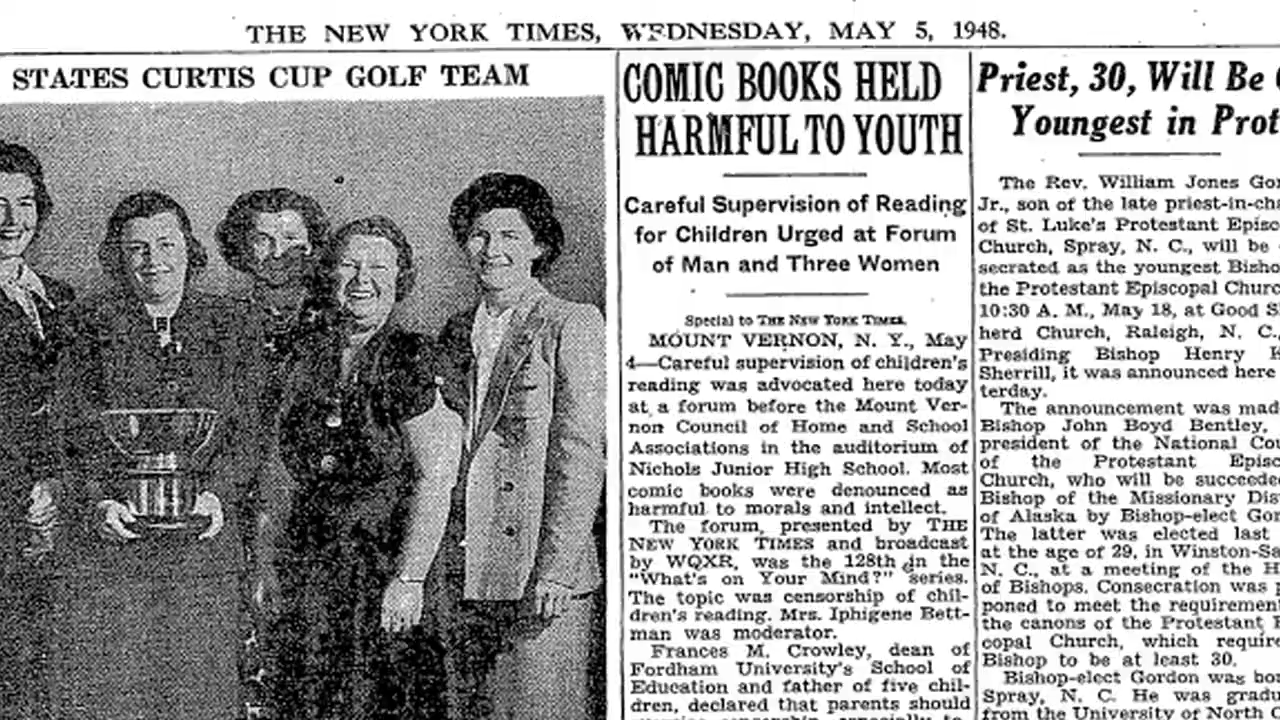 THE NEW YORK TIMES, WEDNESDAY, MAY 5, 1948.
STATES CURTIS CUP GOLF TEAM
COMIC BOOKS HELD
HARMFUL TO YOUTH
Careful Supervision of Reading
for Children Urged at Forum
of Man and Three Women
Special to THE NEW YORK TIMES.
MOUNT VERNON, N. Y., May
4—Careful supervision of children's
reading was advocated here today
at a forum before the Mount Ver-
non Council of Home and School
Associations in the auditorium of
Nichols Junior High School. Most
comic books were denounced as
harmful to morals and intellect.
The forum, presented by THE
NEW YORK TIMES and broadcast
by WQXR, was the 128th in the
"What's on Your Mind?" series.
The topic was censorship of chil-
dren's reading. Mrs. Iphigene Bett-
man was moderator.
Frances M. Crowley, dean of
Fordham University's School of
Education and father of five chil-
dren, declared that parents should
Priest, 30, Will Be
Youngest in Prot
The Rev. William Jones Gor
Jr., son of the late priest-in-cha
of St. Luke's Protestant Episc
Church, Spray, N. C., will be
secrated as the youngest Bisho
the Protestant Episcopal Churc
10:30 A. M., May 18, at Good S
herd Church, Raleigh, N. C.,
Presiding Bishop Henry
Sherrill, it was announced here
terday.
The announcement was mad
Bishop John Boyd Bentley,
president of the National Cou
of the Protestant Episc
Church, who will be succeede
Bishop of the Missionary Dis
of Alaska by Bishop-elect Gor
The latter was elected last
at the age of 29, in Winston-Sa
N. C., at a meeting of the H
of Bishops. Consecration was
poned to meet the requirement
the canons of the Protestant
copal Church, which require
Bishop to be at least 30.
Bishop-elect Gordon was bor
Spray, N. C. He was gradu
from the University of North C